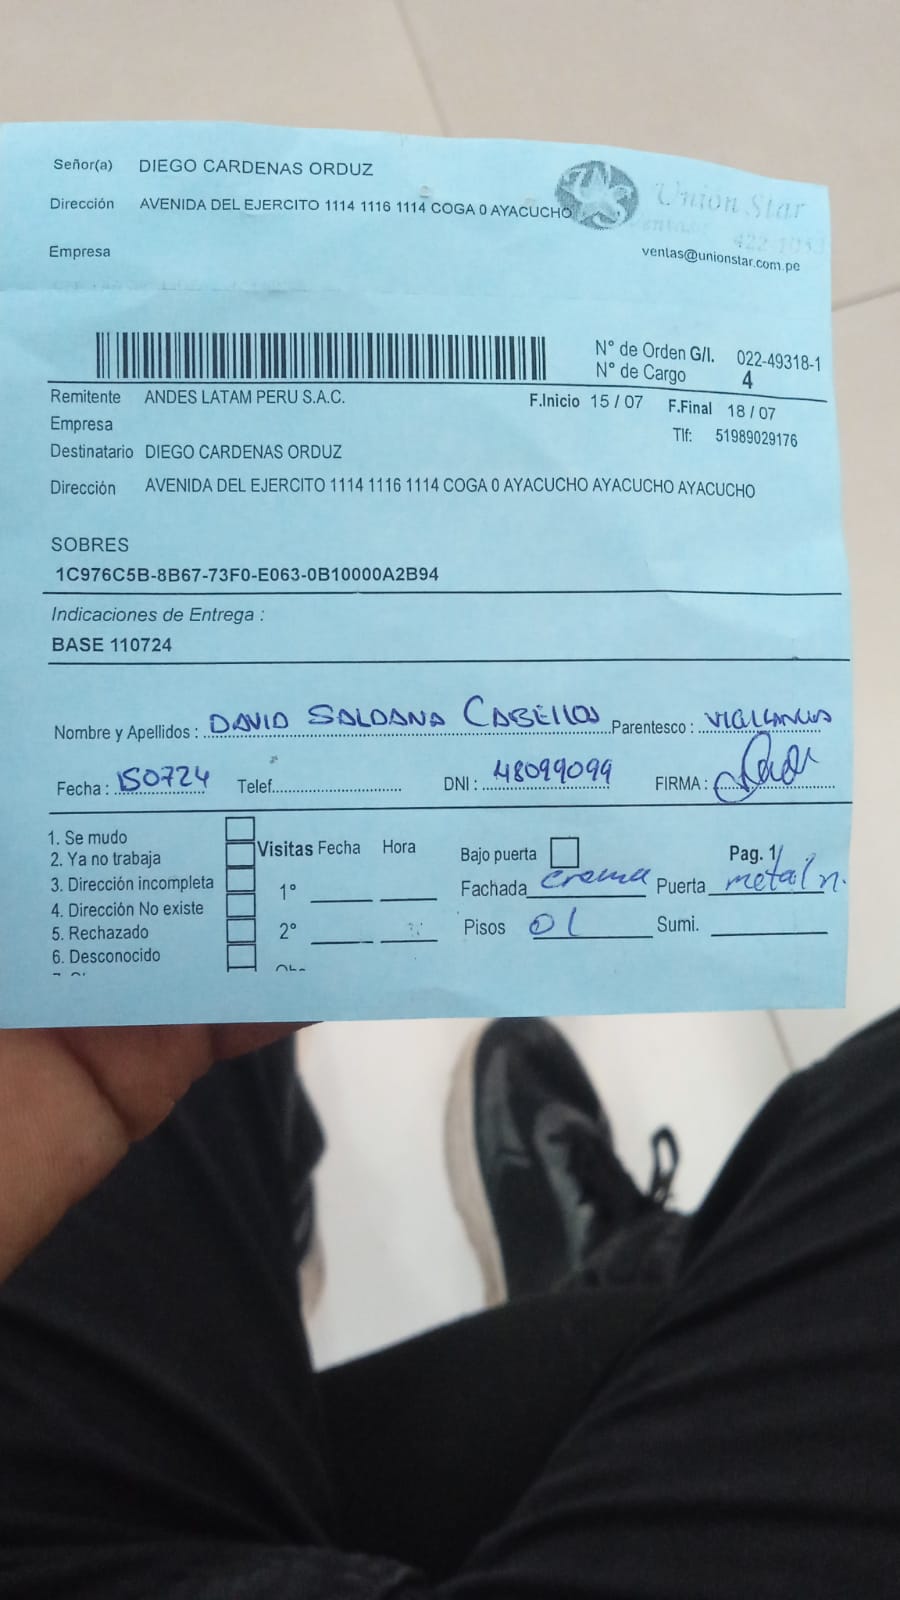 Señor(a) DIEGO CARDENAS ORDUZ
Dirección AVENIDA DEL EJERCITO 1114 1116 1114 COGA 0 AYACUCHO
Union Star
Empresa
ventas@unionstar.com.pe
N° de Orden G/I. 022-49318-1
N° de Cargo 4
Remitente ANDES LATAM PERU S.A.C.
F.Inicio 15 / 07 F.Final 18 / 07
Empresa
Tlf: 51989029176
Destinatario DIEGO CARDENAS ORDUZ
Dirección AVENIDA DEL EJERCITO 1114 1116 1114 COGA 0 AYACUCHO AYACUCHO AYACUCHO
SOBRES
1C976C5B-8B67-73F0-E063-0B10000A2B94
Indicaciones de Entrega :
BASE 110724
Nombre y Apellidos : DAVID SALDANA CABELLOS Parentesco : VIGILANCIA
Fecha : 150724 Telef. DNI : 48099099 FIRMA :
1. Se mudo
2. Ya no trabaja
3. Dirección incompleta
4. Dirección No existe
5. Rechazado
6. Desconocido
Visitas Fecha Hora
1°
2°
Bajo puerta Pag. 1/
Fachada crema Puerta metal n.
Pisos 01 Sumi.